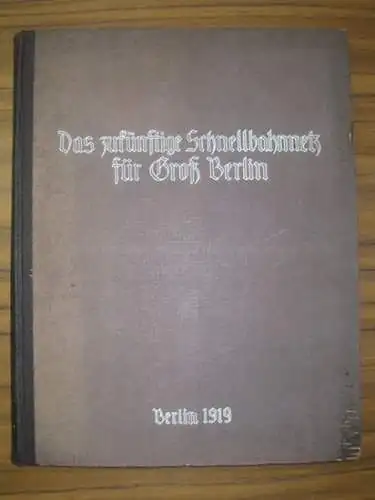 Das zukünftige Schnellbahnnetz
für Groß Berlin
Berlin 1919